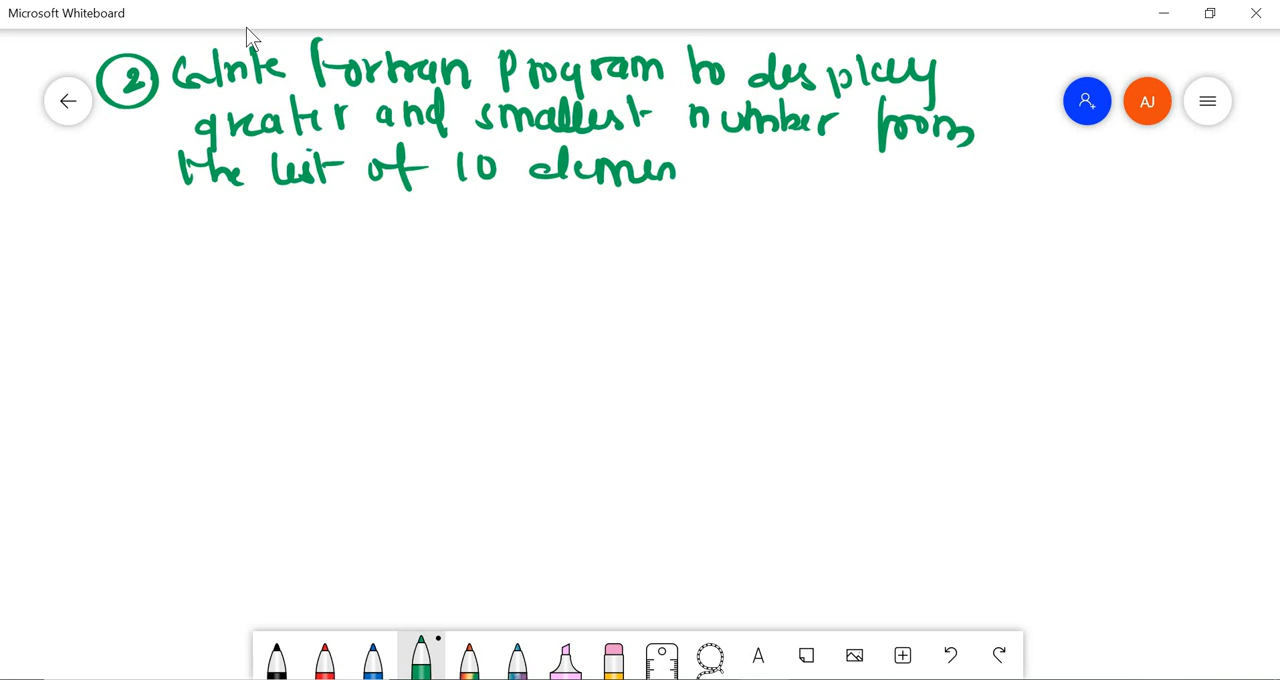 Microsoft Whiteboard
② Write Fortran Program to display
greater and smallest number from
the list of 10 elemen
AJ
A